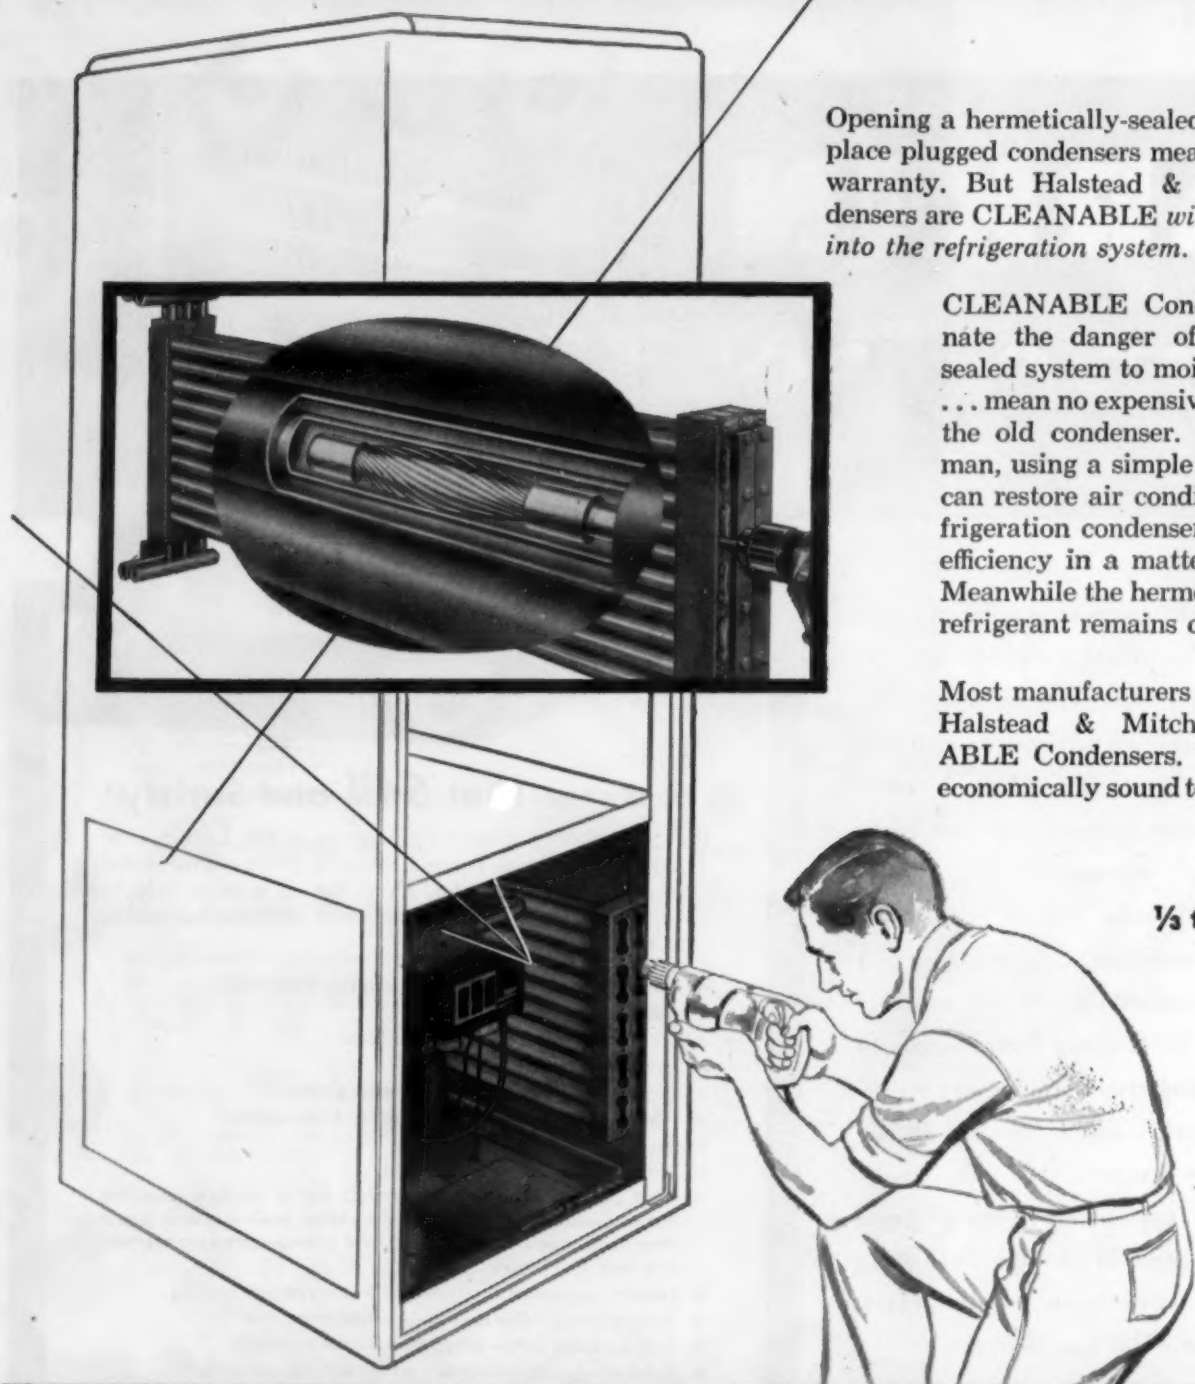 Opening a hermetically-sealed
place plugged condensers mea
warranty. But Halstead &
densers are CLEANABLE wi
into the refrigeration system.
CLEANABLE Con
nate the danger of
sealed system to moi
... mean no expensiv
the old condenser.
man, using a simple
can restore air condi
frigeration condenser
efficiency in a matte
Meanwhile the herme
refrigerant remains c
Most manufacturers
Halstead & Mitch
ABLE Condensers.
economically sound t
⅓ t